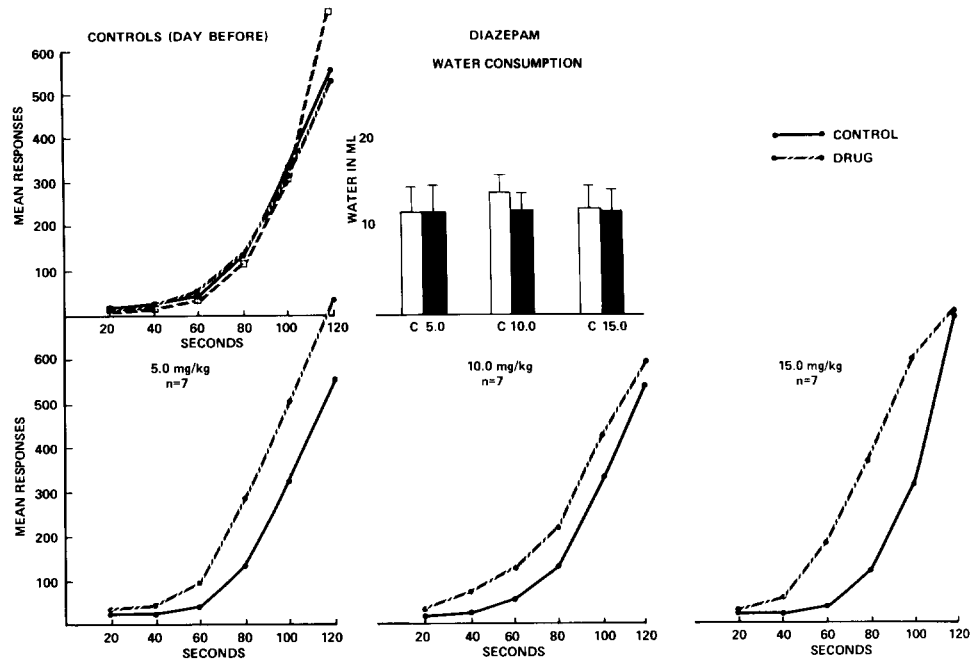 CONTROLS (DAY BEFORE)
MEAN RESPONSES
600
500
400
300
200
100
20 40 60 80 100 120
SECONDS
DIAZEPAM
WATER CONSUMPTION
WATER IN ML
20
10
C 5.0 C 10.0 C 15.0
CONTROL
DRUG
5.0 mg/kg
n=7
MEAN RESPONSES
600
500
400
300
200
100
20 40 60 80 100 120
SECONDS
10.0 mg/kg
n=7
20 40 60 80 100 120
SECONDS
15.0 mg/kg
n=7
20 40 60 80 100 120
SECONDS